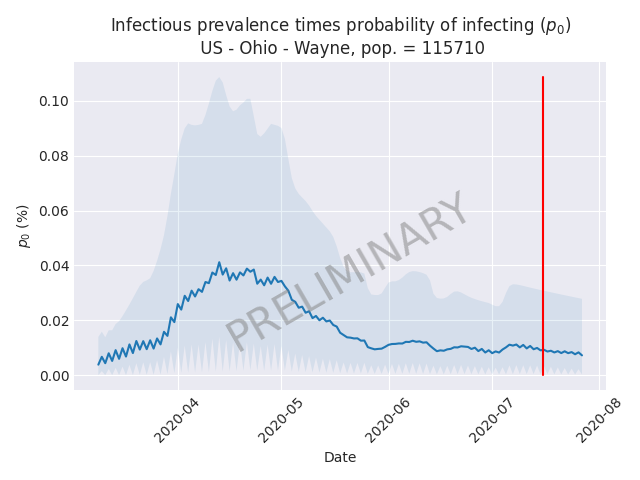 Infectious prevalence times probability of infecting (p₀)
US - Ohio - Wayne, pop. = 115710
0.10
0.08
0.06
0.04
0.02
0.00
p₀ (%)
PRELIMINARY
2020-04
2020-05
2020-06
2020-07
2020-08
Date